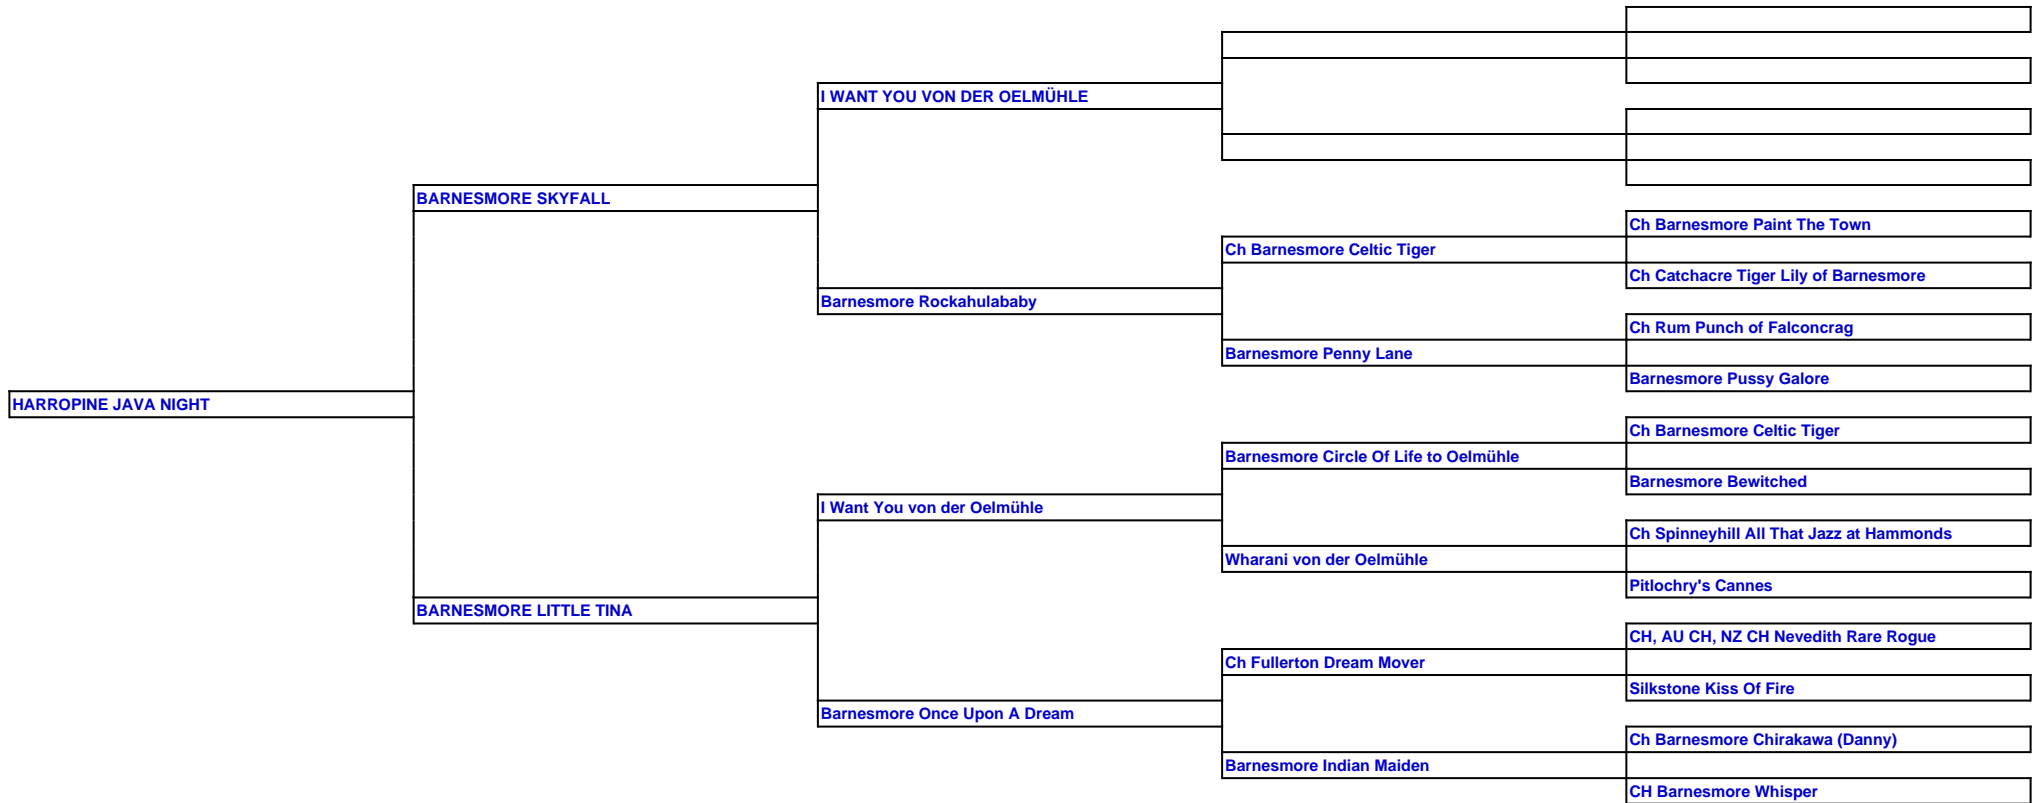 I WANT YOU VON DER OELMÜHLE
BARNESMORE SKYFALL
Ch Barnesmore Paint The Town
Ch Barnesmore Celtic Tiger
Ch Catchacre Tiger Lily of Barnesmore
Barnesmore Rockahulababy
Ch Rum Punch of Falconcrag
Barnesmore Penny Lane
Barnesmore Pussy Galore
HARROPINE JAVA NIGHT
Ch Barnesmore Celtic Tiger
Barnesmore Circle Of Life to Oelmühle
Barnesmore Bewitched
I Want You von der Oelmühle
Ch Spinneyhill All That Jazz at Hammonds
Wharani von der Oelmühle
Pitlochry's Cannes
BARNESMORE LITTLE TINA
CH, AU CH, NZ CH Nevedith Rare Rogue
Ch Fullerton Dream Mover
Silkstone Kiss Of Fire
Barnesmore Once Upon A Dream
Ch Barnesmore Chirakawa (Danny)
Barnesmore Indian Maiden
CH Barnesmore Whisper